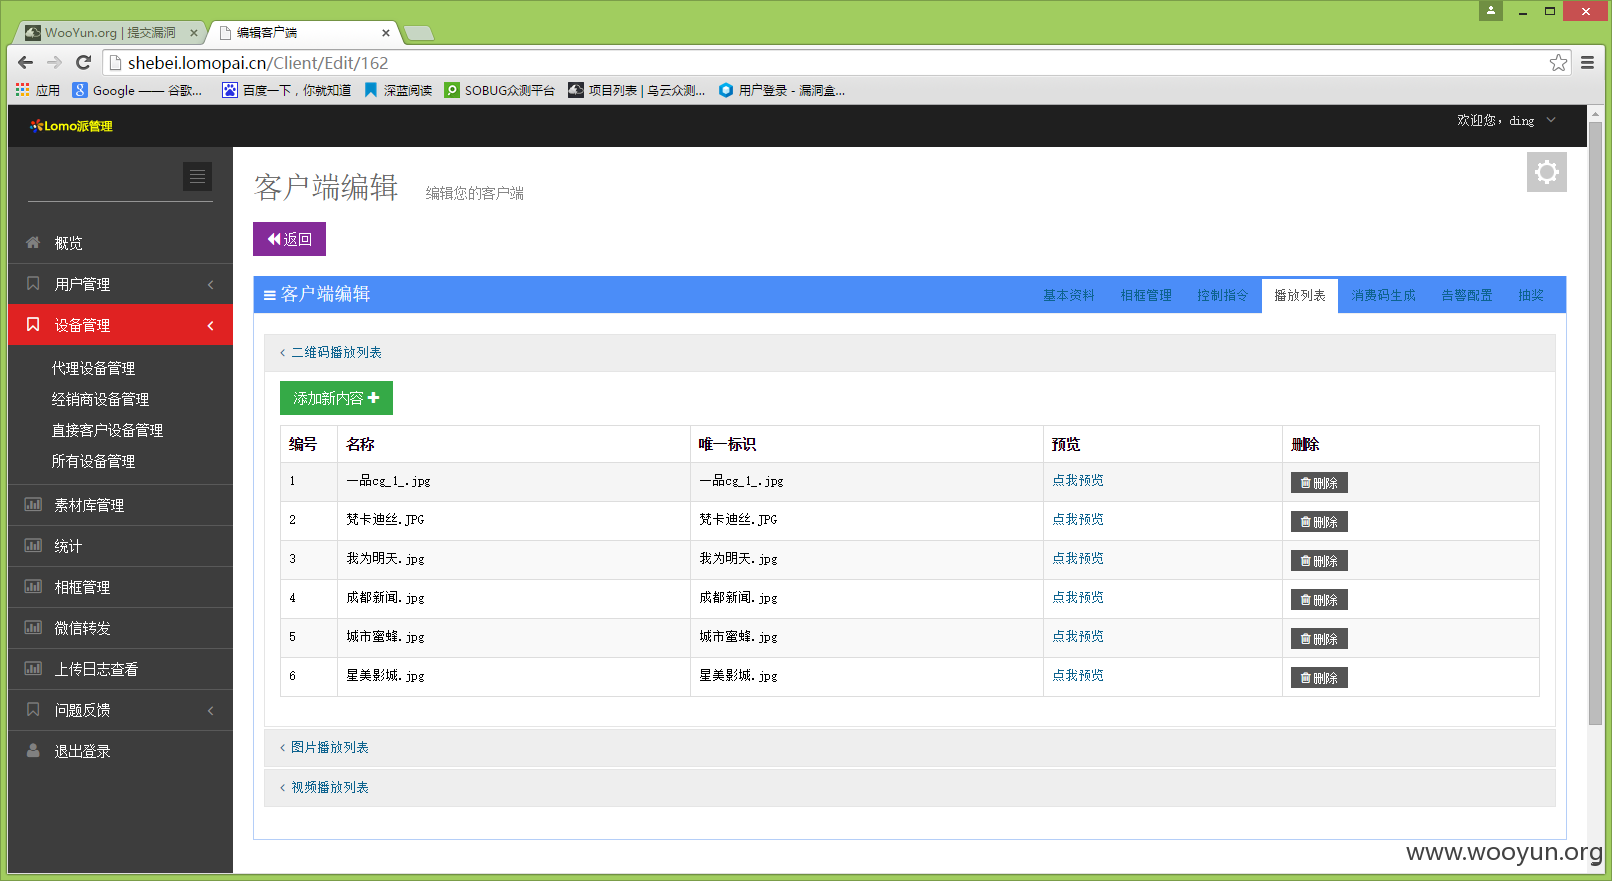 WooYun.org | 提交漏洞
编辑客户端
shebei.lomopai.cn/Client/Edit/162
应用
Google —— 谷歌...
百度一下，你就知道
深蓝阅读
SOBUG众测平台
项目列表 | 乌云众测...
用户登录 - 漏洞盒...
Lomo派管理
欢迎您，ding
概览
用户管理
设备管理
代理设备管理
经销商设备管理
直接客户设备管理
所有设备管理
素材库管理
统计
相框管理
微信转发
上传日志查看
问题反馈
退出登录
客户端编辑 编辑您的客户端
返回
客户端编辑
基本资料 相框管理 控制指令 播放列表 消费码生成 告警配置 抽奖
二维码播放列表
添加新内容
编号 名称 唯一标识 预览 删除
1 一品cg_1_.jpg 一品cg_1_.jpg 点我预览 删除
2 梵卡迪丝.JPG 梵卡迪丝.JPG 点我预览 删除
3 我为明天.jpg 我为明天.jpg 点我预览 删除
4 成都新闻.jpg 成都新闻.jpg 点我预览 删除
5 城市蜜蜂.jpg 城市蜜蜂.jpg 点我预览 删除
6 星美影城.jpg 星美影城.jpg 点我预览 删除
图片播放列表
视频播放列表
www.wooyun.org